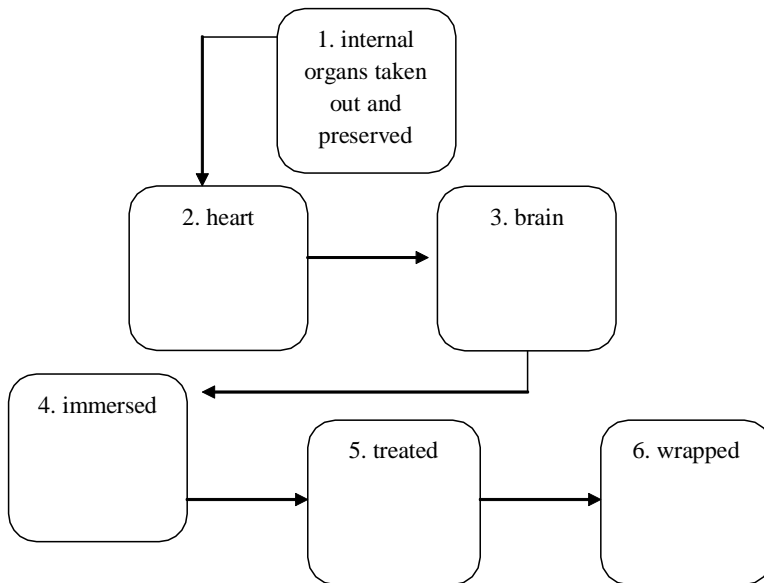 1. internal
organs taken
out and
preserved
2. heart
3. brain
4. immersed
5. treated
6. wrapped